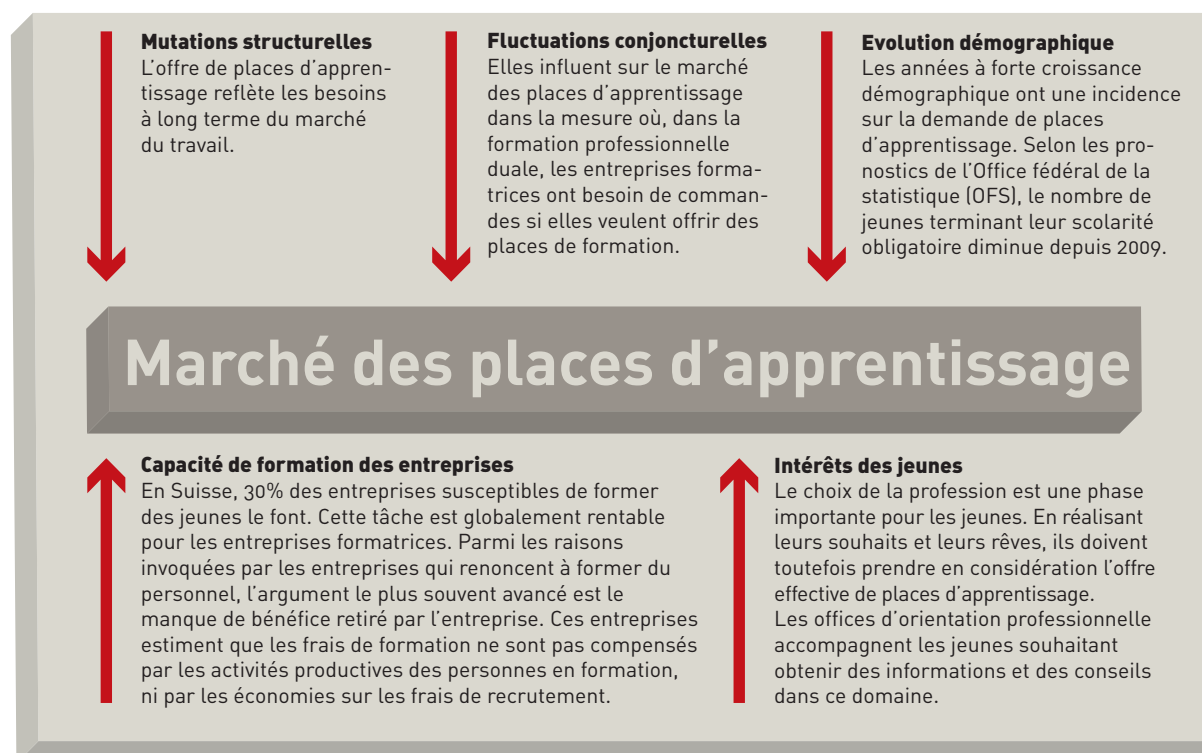 Mutations structurelles
L’offre de places d’appren-
tissage reflète les besoins
à long terme du marché
du travail.
Fluctuations conjoncturelles
Elles influent sur le marché
des places d’apprentissage
dans la mesure où, dans la
formation professionnelle
duale, les entreprises forma-
trices ont besoin de comman-
des si elles veulent offrir des
places de formation.
Evolution démographique
Les années à forte croissance
démographique ont une incidence
sur la demande de places
d’apprentissage. Selon les pro-
nostics de l’Office fédéral de la
statistique (OFS), le nombre de
jeunes terminant leur scolarité
obligatoire diminue depuis 2009.
Marché des places d’apprentissage
Capacité de formation des entreprises
En Suisse, 30% des entreprises susceptibles de former
des jeunes le font. Cette tâche est globalement rentable
pour les entreprises formatrices. Parmi les raisons
invoquées par les entreprises qui renoncent à former du
personnel, l’argument le plus souvent avancé est le
manque de bénéfice retiré par l’entreprise. Ces entreprises
estiment que les frais de formation ne sont pas compensés
par les activités productives des personnes en formation,
ni par les économies sur les frais de recrutement.
Intérêts des jeunes
Le choix de la profession est une phase
importante pour les jeunes. En réalisant
leurs souhaits et leurs rêves, ils doivent
toutefois prendre en considération l’offre
effective de places d’apprentissage.
Les offices d’orientation professionnelle
accompagnent les jeunes souhaitant
obtenir des informations et des conseils
dans ce domaine.